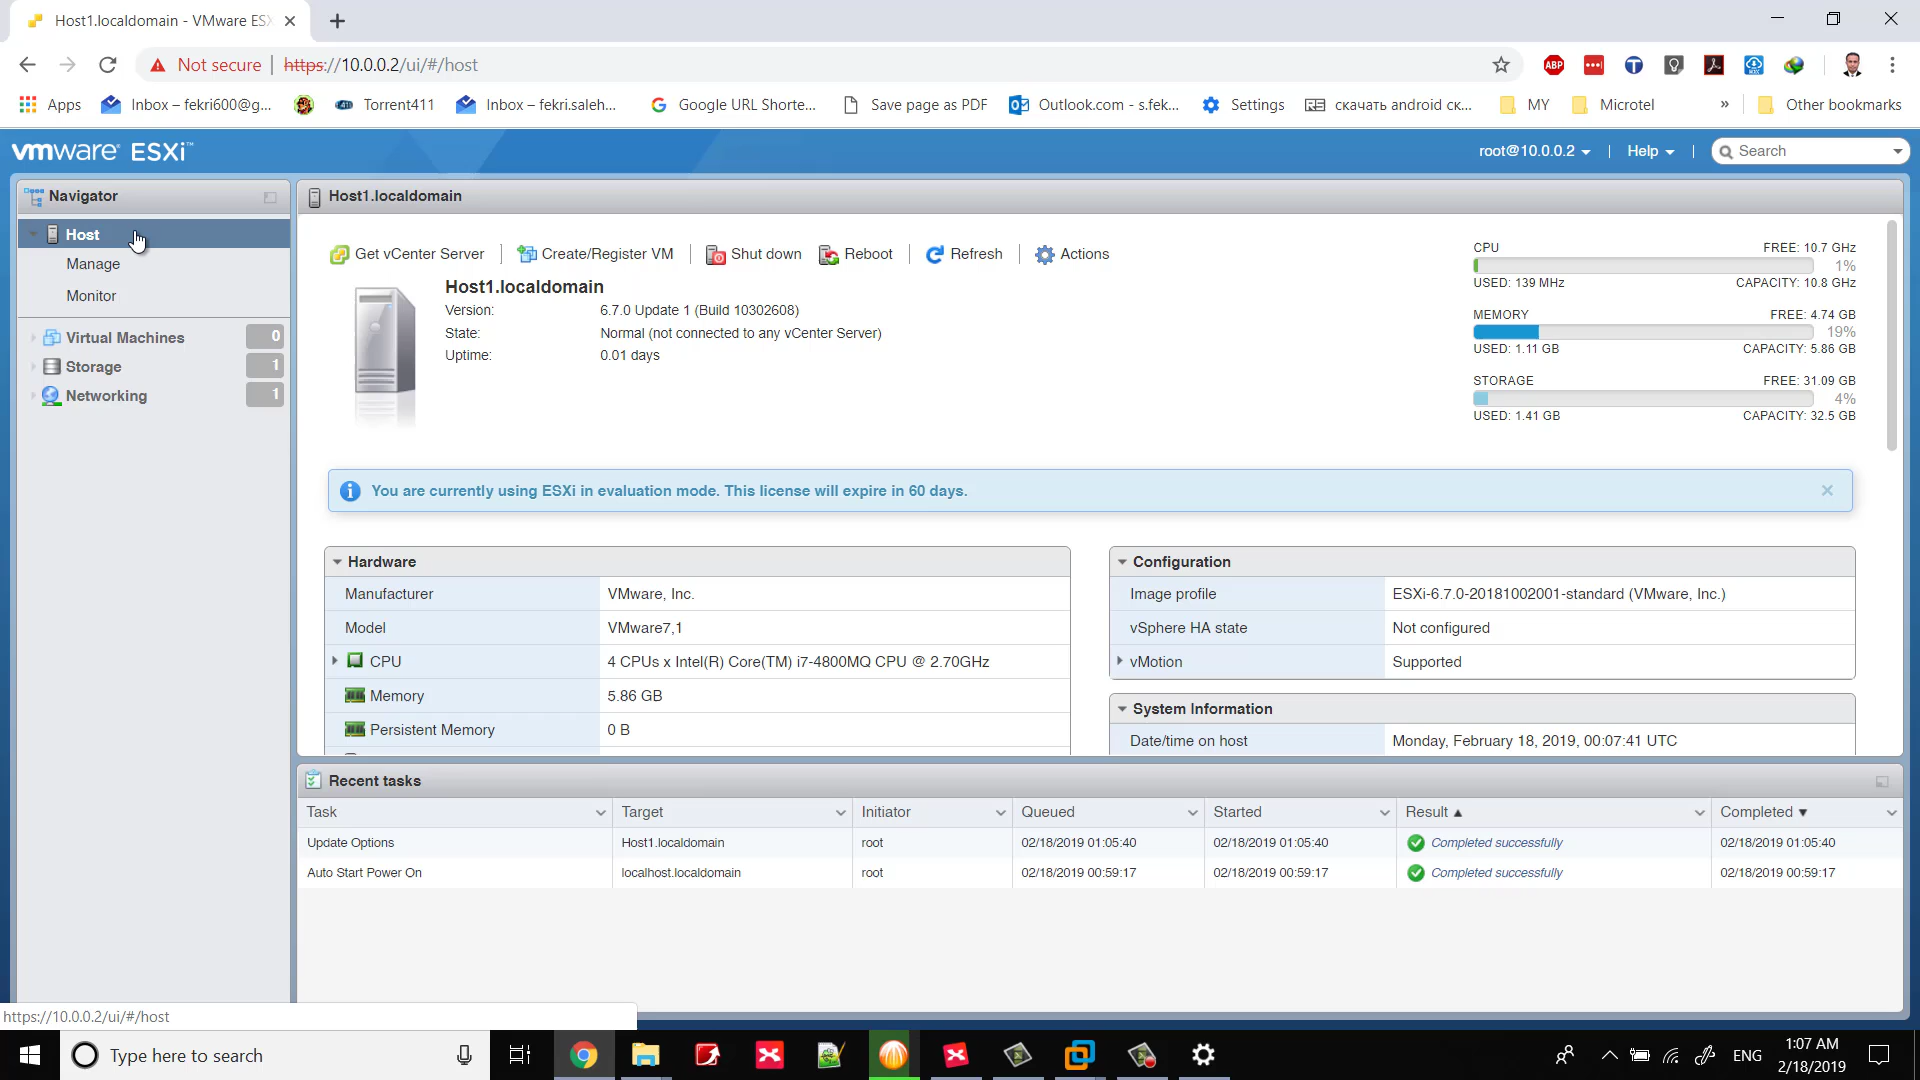 Host1.localdomain - VMware ESX
Not secure | https://10.0.0.2/ui/#/host
ABP
Apps
Inbox – fekri600@g...
Torrent411
Inbox – fekri.saleh...
Google URL Shorte...
Save page as PDF
Outlook.com - s.fek...
Settings
скачать android ск...
MY
Microtel
»
Other bookmarks
vmware ESXi™
root@10.0.0.2
Help
Search
Navigator
Host
Manage
Monitor
Virtual Machines 0
Storage 1
Networking 1
Host1.localdomain
Get vCenter Server
Create/Register VM
Shut down
Reboot
Refresh
Actions
Host1.localdomain
Version: 6.7.0 Update 1 (Build 10302608)
State: Normal (not connected to any vCenter Server)
Uptime: 0.01 days
CPU FREE: 10.7 GHz
1%
USED: 139 MHz CAPACITY: 10.8 GHz
MEMORY FREE: 4.74 GB
19%
USED: 1.11 GB CAPACITY: 5.86 GB
STORAGE FREE: 31.09 GB
4%
USED: 1.41 GB CAPACITY: 32.5 GB
You are currently using ESXi in evaluation mode. This license will expire in 60 days.
Hardware
Manufacturer VMware, Inc.
Model VMware7,1
CPU 4 CPUs x Intel(R) Core(TM) i7-4800MQ CPU @ 2.70GHz
Memory 5.86 GB
Persistent Memory 0 B
Configuration
Image profile ESXi-6.7.0-20181002001-standard (VMware, Inc.)
vSphere HA state Not configured
vMotion Supported
System Information
Date/time on host Monday, February 18, 2019, 00:07:41 UTC
Recent tasks
Task Target Initiator Queued Started Result ▲ Completed ▼
Update Options Host1.localdomain root 02/18/2019 01:05:40 02/18/2019 01:05:40 Completed successfully 02/18/2019 01:05:40
Auto Start Power On localhost.localdomain root 02/18/2019 00:59:17 02/18/2019 00:59:17 Completed successfully 02/18/2019 00:59:17
https://10.0.0.2/ui/#/host
Type here to search
ENG
1:07 AM
2/18/2019